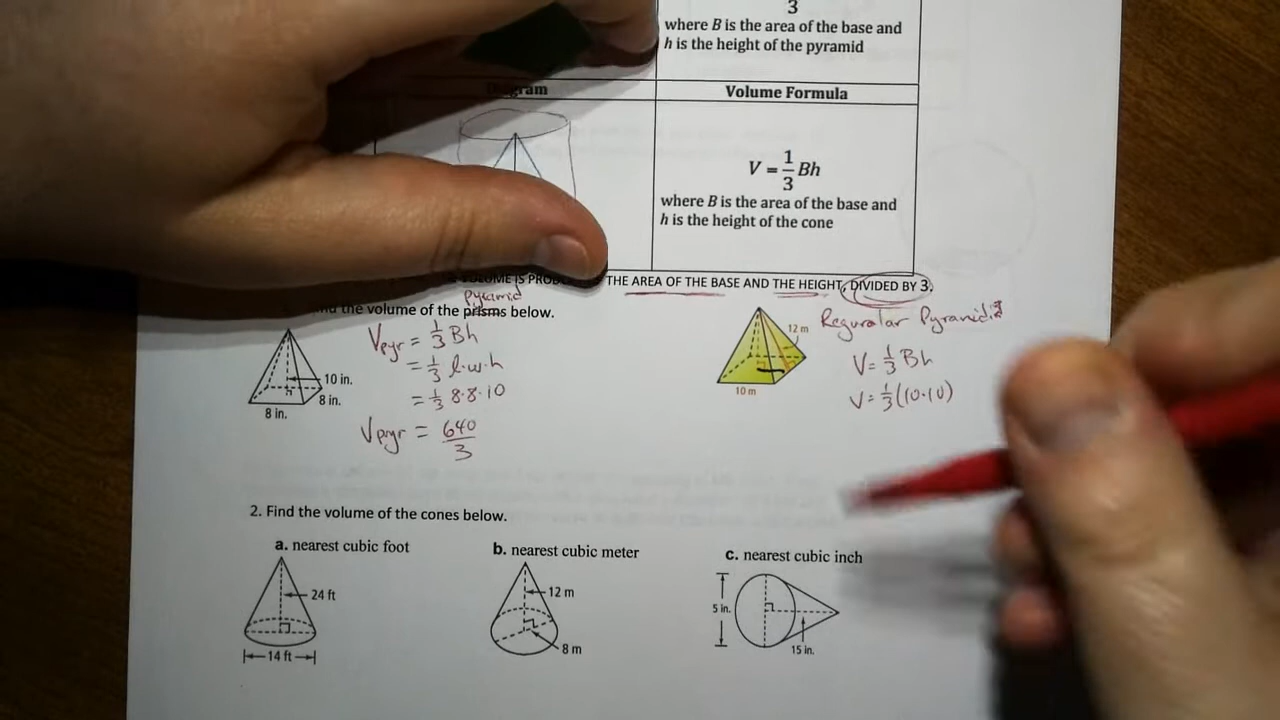 3
where B is the area of the base and
h is the height of the pyramid
gram
Volume Formula
V = 1/3 Bh
where B is the area of the base and
h is the height of the cone
IS PROD
THE AREA OF THE BASE AND THE HEIGHT, DIVIDED BY 3.
pyramid
the volume of the prisms below.
10 in.
8 in.
8 in.
Vpyr = 1/3 Bh
= 1/3 l·w·h
= 1/3 8·8·10
Vpyr = 640/3
12 m
10 m
Reguralar Pyramid:
V = 1/3 Bh
V = 1/3 (10·10)
2. Find the volume of the cones below.
a. nearest cubic foot
24 ft
14 ft
b. nearest cubic meter
12 m
8 m
c. nearest cubic inch
5 in.
15 in.